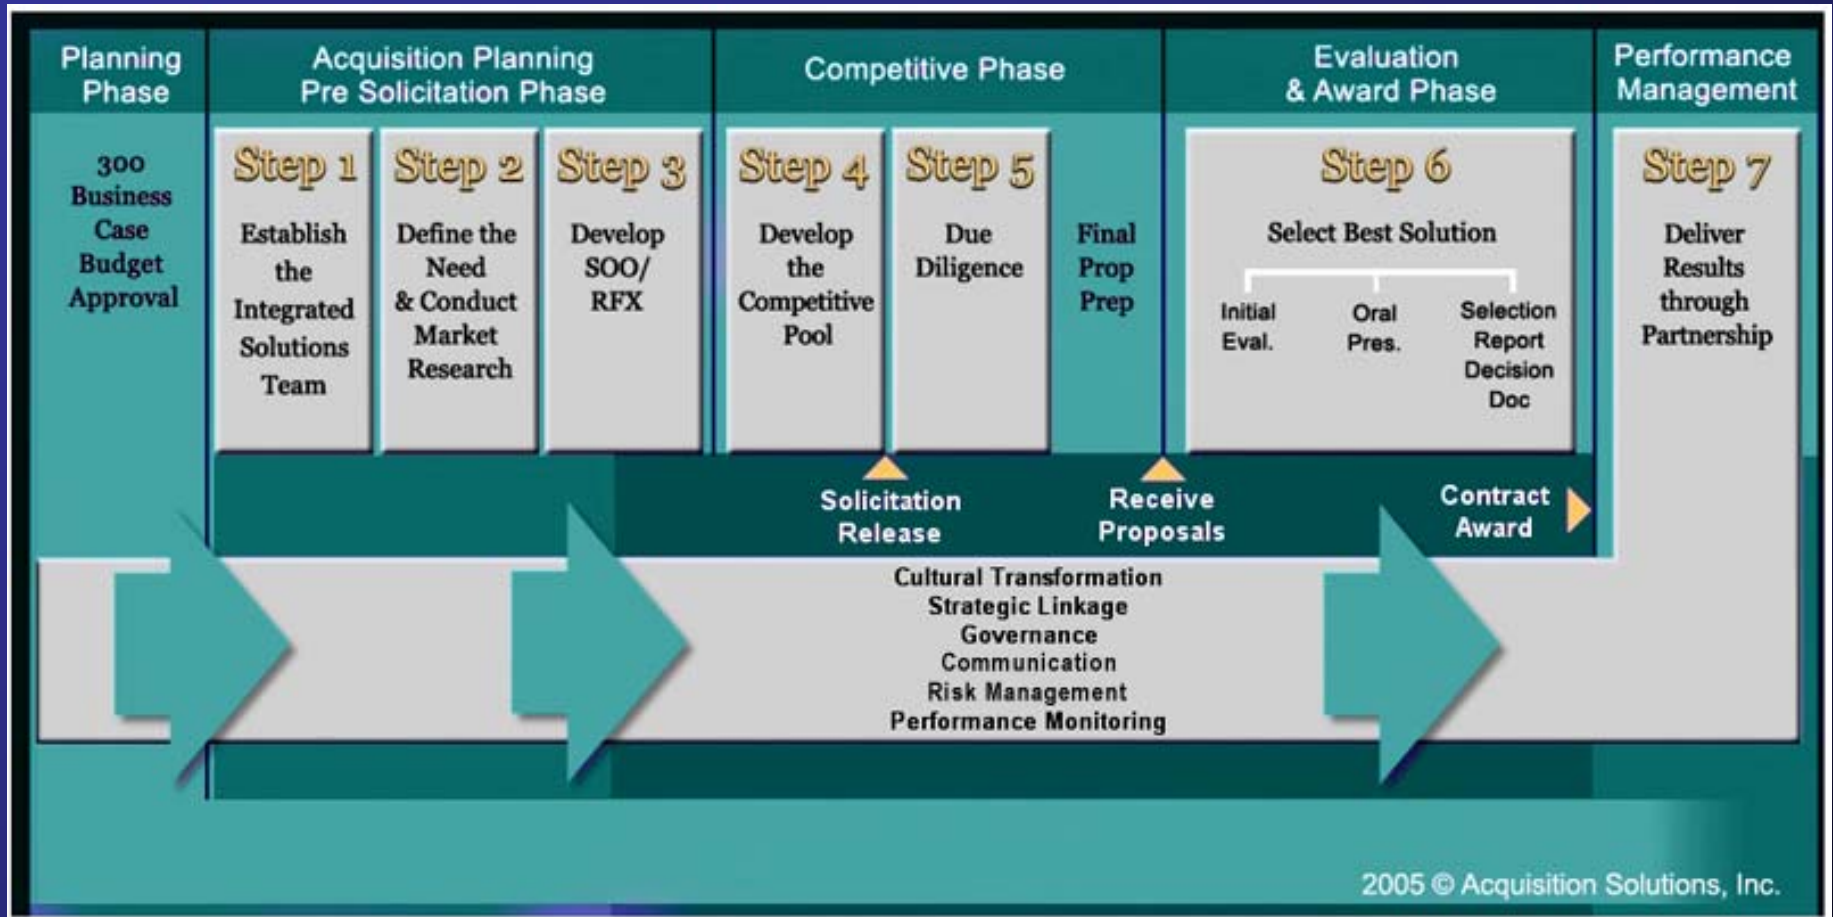 Planning
Phase
Acquisition Planning
Pre Solicitation Phase
Competitive Phase
Evaluation
& Award Phase
Performance
Management
300
Business
Case
Budget
Approval
Step 1
Establish
the
Integrated
Solutions
Team
Step 2
Define the
Need
& Conduct
Market
Research
Step 3
Develop
SOO/
RFX
Step 4
Develop
the
Competitive
Pool
Step 5
Due
Diligence
Final
Prop
Prep
Step 6
Select Best Solution
Initial
Eval.
Oral
Pres.
Selection
Report
Decision
Doc
Step 7
Deliver
Results
through
Partnership
Solicitation
Release
Receive
Proposals
Contract
Award
Cultural Transformation
Strategic Linkage
Governance
Communication
Risk Management
Performance Monitoring
2005 © Acquisition Solutions, Inc.